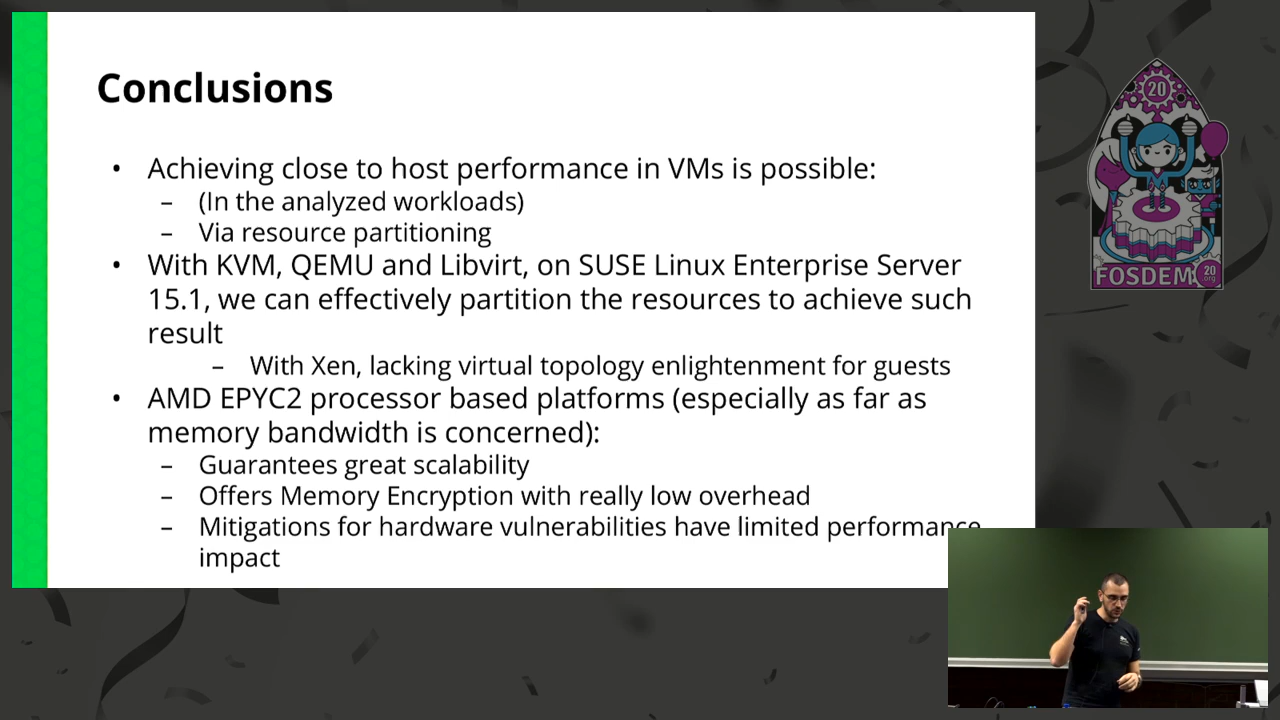 Conclusions
• Achieving close to host performance in VMs is possible:
– (In the analyzed workloads)
– Via resource partitioning
• With KVM, QEMU and Libvirt, on SUSE Linux Enterprise Server
15.1, we can effectively partition the resources to achieve such
result
– With Xen, lacking virtual topology enlightenment for guests
• AMD EPYC2 processor based platforms (especially as far as
memory bandwidth is concerned):
– Guarantees great scalability
– Offers Memory Encryption with really low overhead
– Mitigations for hardware vulnerabilities have limited performance
impact
20
FOSDEM
20
.org